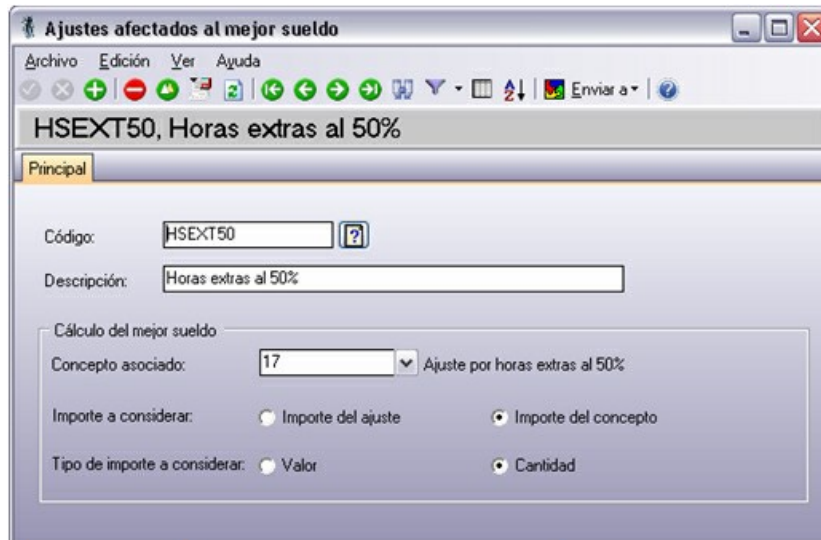 Ajustes afectados al mejor sueldo
Archivo Edición Ver Ayuda
Enviar a
HSEXT50, Horas extras al 50%
Principal
Código: HSEXT50
Descripción: Horas extras al 50%
Cálculo del mejor sueldo
Concepto asociado: 17 Ajuste por horas extras al 50%
Importe a considerar: Importe del ajuste Importe del concepto
Tipo de importe a considerar: Valor Cantidad